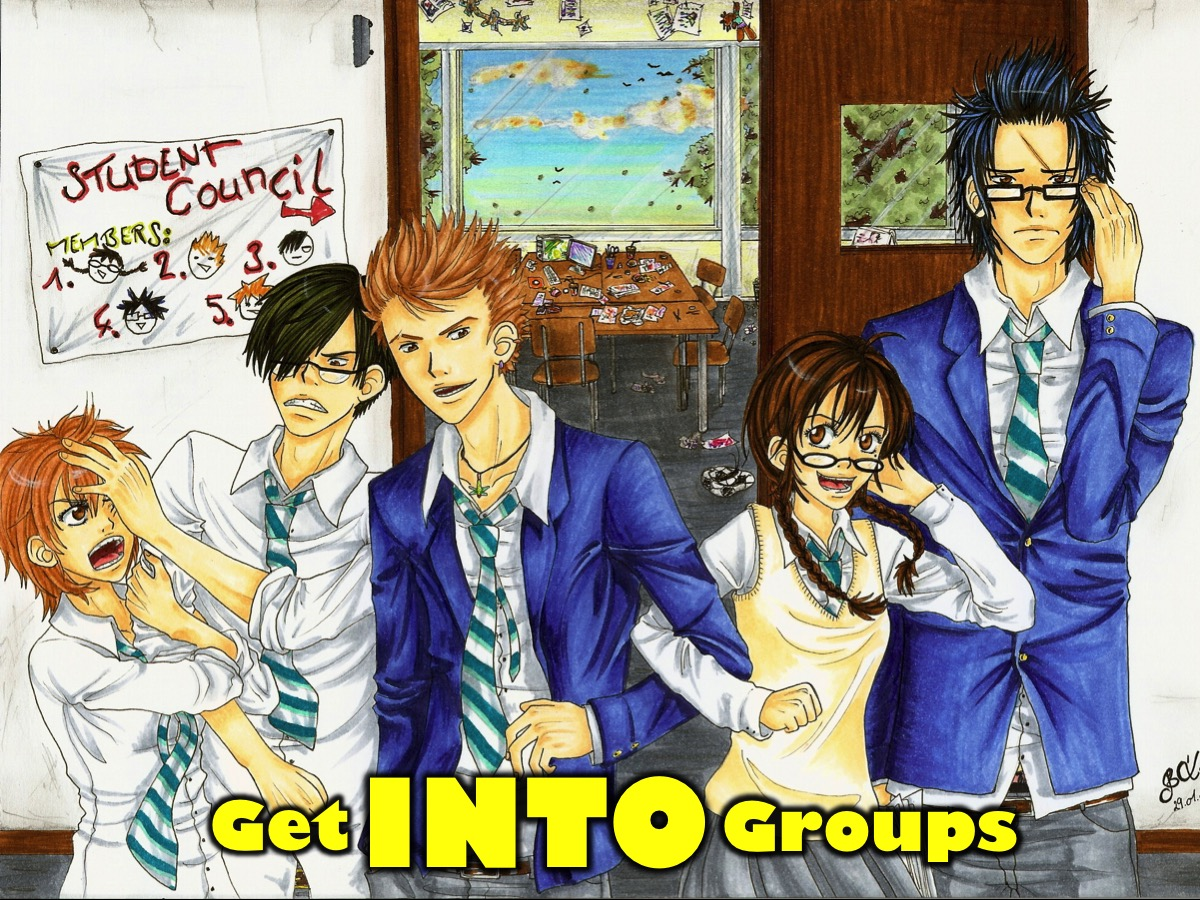 STUDENT
COUNCIL
MEMBERS:
1.
2.
3.
4.
5.
Get INTO Groups